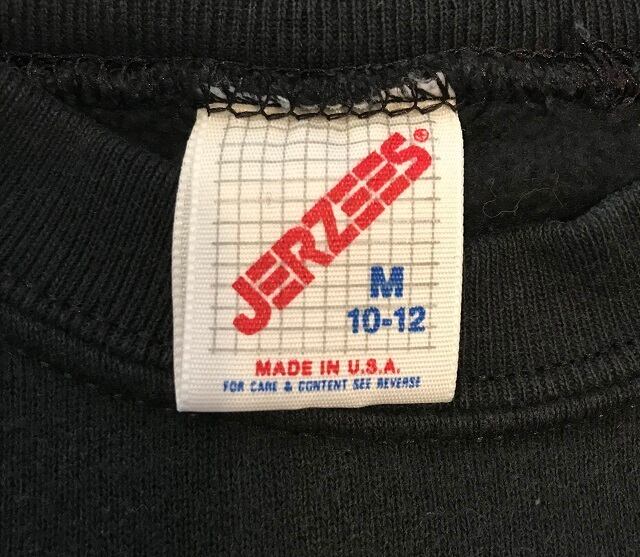 JERZEES®
M
10-12
MADE IN U.S.A.
FOR CARE & CONTENT SEE REVERSE